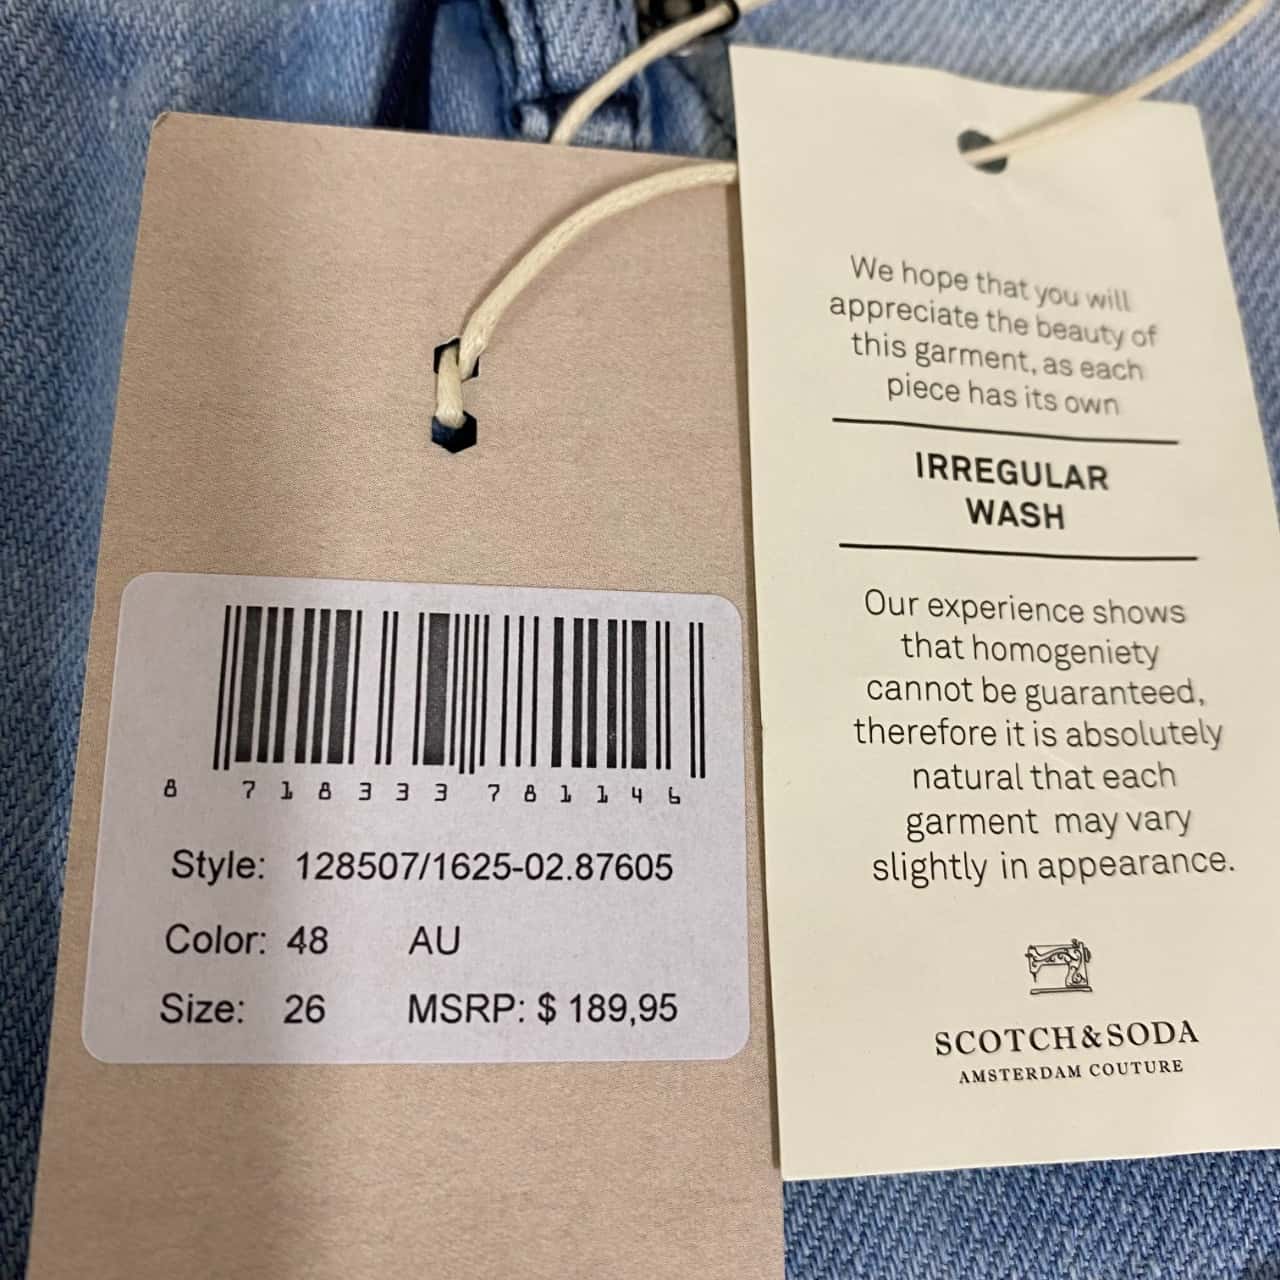 8 718333 781146
Style: 128507/1625-02.87605
Color: 48 AU
Size: 26 MSRP: $ 189,95
We hope that you will
appreciate the beauty of
this garment, as each
piece has its own
IRREGULAR
WASH
Our experience shows
that homogeniety
cannot be guaranteed,
therefore it is absolutely
natural that each
garment may vary
slightly in appearance.
SCOTCH & SODA
AMSTERDAM COUTURE